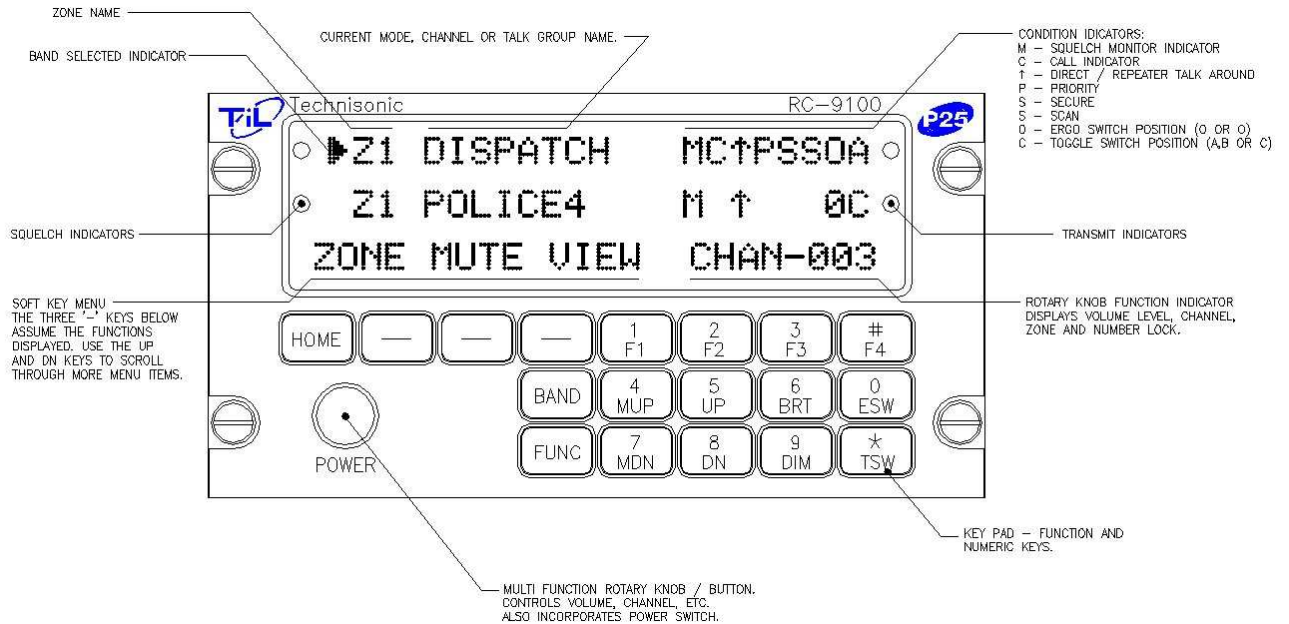 ZONE NAME
BAND SELECTED INDICATOR
CURRENT MODE, CHANNEL OR TALK GROUP NAME.
CONDITION IDICATORS:
M – SQUELCH MONITOR INDICATOR
C – CALL INDICATOR
↑ – DIRECT / REPEATER TALK AROUND
P – PRIORITY
S – SECURE
S – SCAN
O – ERGO SWITCH POSITION (O OR O)
C – TOGGLE SWITCH POSITION (A,B OR C)
TiL
Technisonic
RC–9100
P25
Z1 DISPATCH MC↑PSSOA
Z1 POLICE4 M ↑ 0C
ZONE MUTE VIEW CHAN-003
SQUELCH INDICATORS
TRANSMIT INDICATORS
SOFT KEY MENU
THE THREE '–' KEYS BELOW
ASSUME THE FUNCTIONS
DISPLAYED. USE THE UP
AND DN KEYS TO SCROLL
THROUGH MORE MENU ITEMS.
ROTARY KNOB FUNCTION INDICATOR
DISPLAYS VOLUME LEVEL, CHANNEL,
ZONE AND NUMBER LOCK.
HOME — — — 1 2 3 #
F1 F2 F3 F4
BAND 4 5 6 0
MUP UP BRT ESW
FUNC 7 8 9 *
MDN DN DIM TSW
POWER
KEY PAD – FUNCTION AND
NUMERIC KEYS.
MULTI FUNCTION ROTARY KNOB / BUTTON.
CONTROLS VOLUME, CHANNEL, ETC.
ALSO INCORPORATES POWER SWITCH.